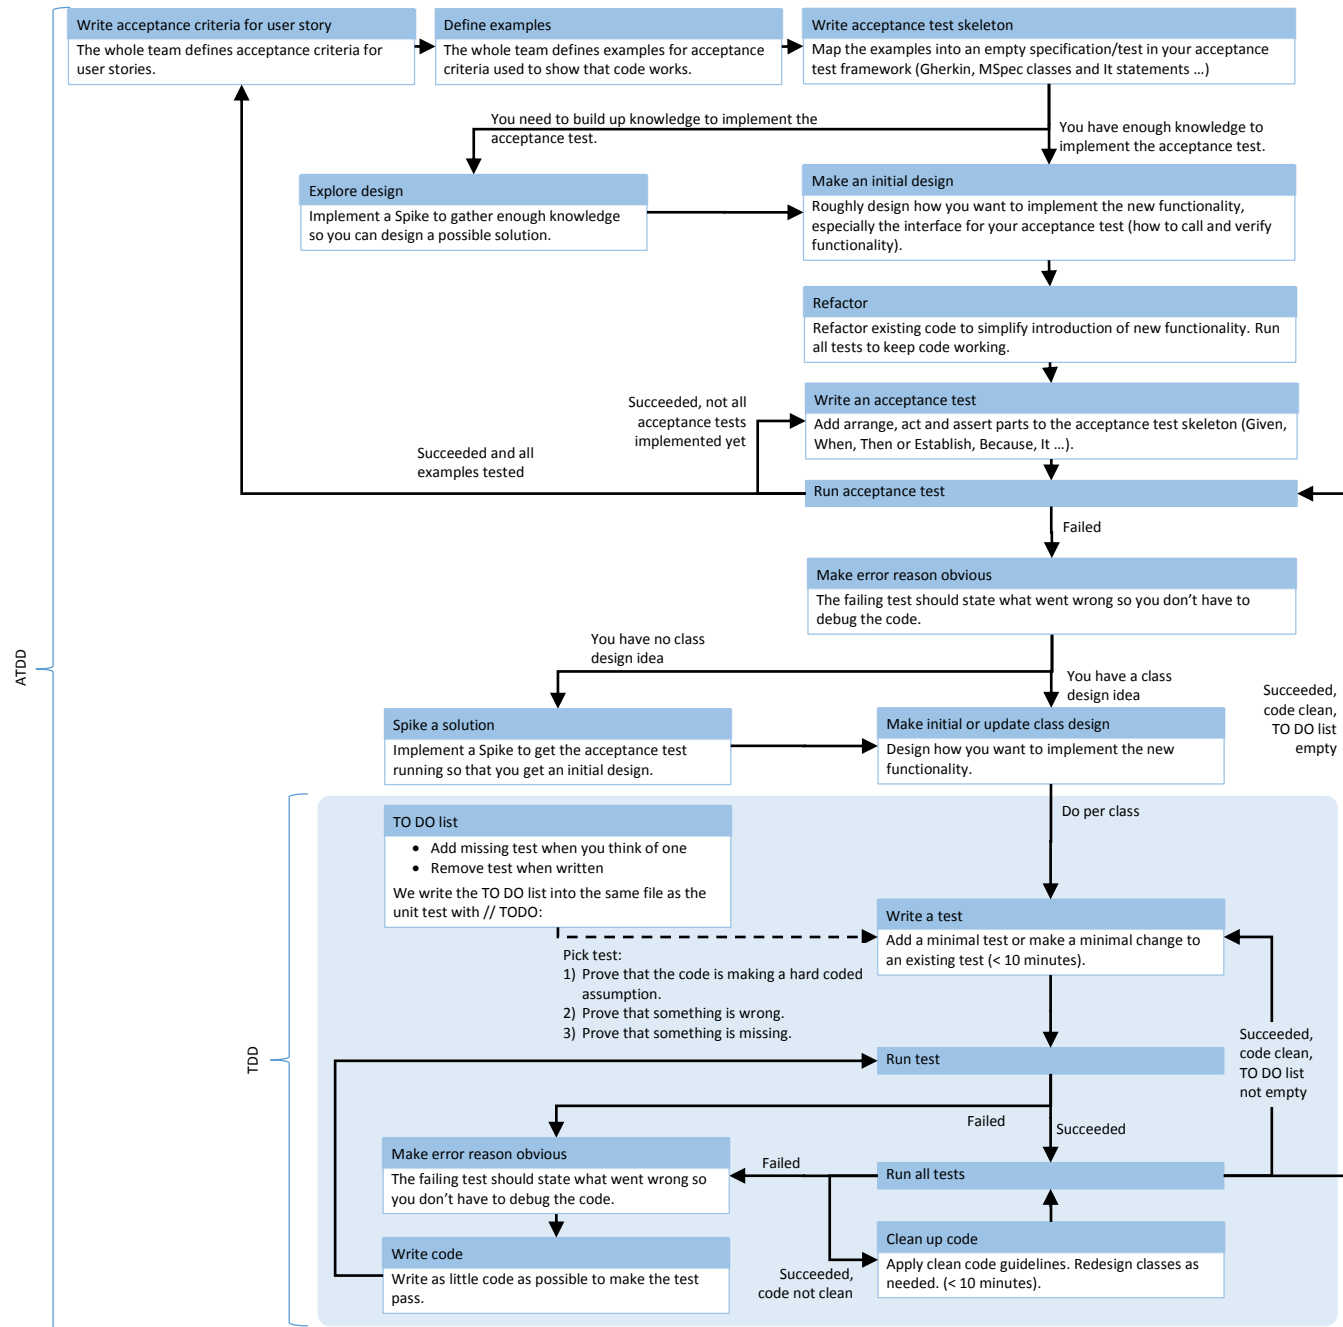 Write acceptance criteria for user story
The whole team defines acceptance criteria for
user stories.
Define examples
The whole team defines examples for acceptance
criteria used to show that code works.
Write acceptance test skeleton
Map the examples into an empty specification/test in your acceptance
test framework (Gherkin, MSpec classes and It statements …)
You need to build up knowledge to implement the
acceptance test.
You have enough knowledge to
implement the acceptance test.
Explore design
Implement a Spike to gather enough knowledge
so you can design a possible solution.
Make an initial design
Roughly design how you want to implement the new functionality,
especially the interface for your acceptance test (how to call and verify
functionality).
Refactor
Refactor existing code to simplify introduction of new functionality. Run
all tests to keep code working.
Write an acceptance test
Add arrange, act and assert parts to the acceptance test skeleton (Given,
When, Then or Establish, Because, It …).
Succeeded, not all
acceptance tests
implemented yet
Succeeded and all
examples tested
Run acceptance test
Failed
Make error reason obvious
The failing test should state what went wrong so you don’t have to
debug the code.
ATDD
You have no class
design idea
You have a class
design idea
Succeeded,
code clean,
TO DO list
empty
Spike a solution
Implement a Spike to get the acceptance test
running so that you get an initial design.
Make initial or update class design
Design how you want to implement the new
functionality.
Do per class
TO DO list
• Add missing test when you think of one
• Remove test when written
We write the TO DO list into the same file as the
unit test with // TODO:
Write a test
Add a minimal test or make a minimal change to
an existing test (< 10 minutes).
Pick test:
1) Prove that the code is making a hard coded
assumption.
2) Prove that something is wrong.
3) Prove that something is missing.
TDD
Run test
Succeeded,
code clean,
TO DO list
not empty
Failed
Succeeded
Make error reason obvious
The failing test should state what went wrong so
you don’t have to debug the code.
Failed
Run all tests
Write code
Write as little code as possible to make the test
pass.
Succeeded,
code not clean
Clean up code
Apply clean code guidelines. Redesign classes as
needed. (< 10 minutes).